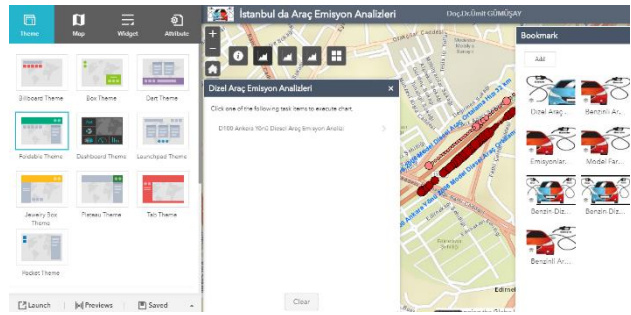 Theme
Map
Widget
Attribute
Billboard Theme
Box Theme
Dart Theme
Foldable Theme
Dashboard Theme
Launchpad Theme
Jewelry Box
Theme
Plateau Theme
Tab Theme
Pocket Theme
Launch
Previews
Saved
İstanbul da Araç Emisyon Analizleri
Doç.Dr.Ümit GÜMÜŞAY
Dizel Araç Emisyon Analizleri
Click one of the following task items to execute chart.
D100 Ankara Yönü Diesel Araç Emisyon Analizi
Clear
Bookmark
Add
Dizel Araç...
Benzinli Ar...
Emisyonlar...
Model Far...
Benzin-Diz...
Benzin-Diz...
Benzinli Ar...